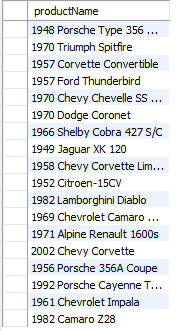 productName
1948 Porsche Type 356 ...
1970 Triumph Spitfire
1957 Corvette Convertible
1957 Ford Thunderbird
1970 Chevy Chevelle SS ...
1970 Dodge Coronet
1966 Shelby Cobra 427 S/C
1949 Jaguar XK 120
1958 Chevy Corvette Lim...
1952 Citroen-15CV
1982 Lamborghini Diablo
1969 Chevrolet Camaro ...
1971 Alpine Renault 1600s
2002 Chevy Corvette
1956 Porsche 356A Coupe
1992 Porsche Cayenne T...
1961 Chevrolet Impala
1982 Camaro Z28